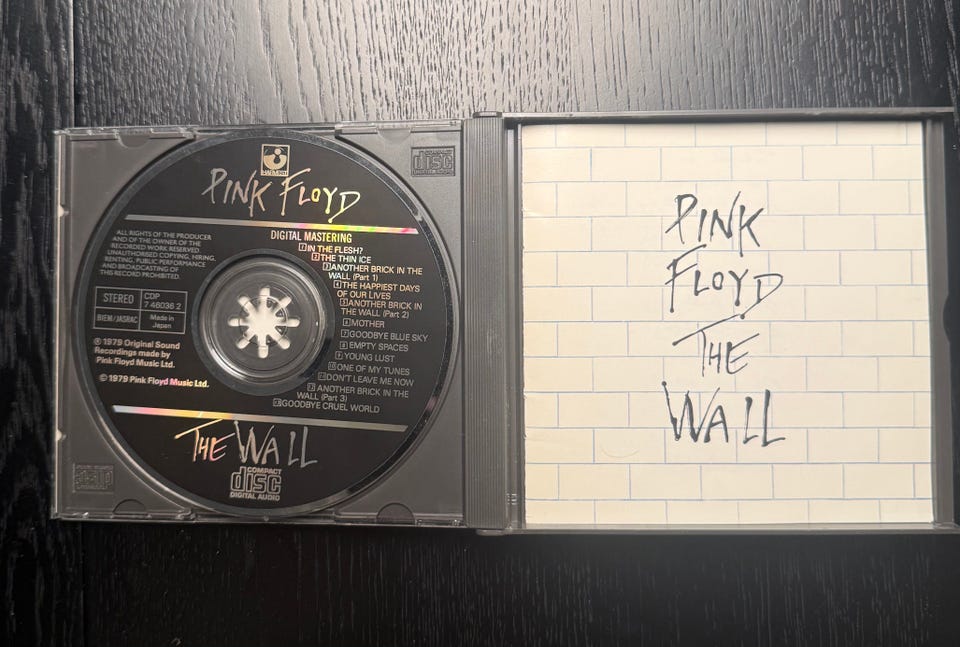 HARVEST
PINK FLOYD
DIGITAL MASTERING
ALL RIGHTS OF THE PRODUCER
AND OF THE OWNER OF THE
RECORDED WORK RESERVED
UNAUTHORISED COPYING, HIRING,
RENTING, PUBLIC PERFORMANCE
AND BROADCASTING OF
THIS RECORD PROHIBITED.
STEREO
CDP
7 46036 2
BIEM/JASRAC
Made in
Japan
℗ 1979 Original Sound
Recordings made by
Pink Floyd Music Ltd.
© 1979 Pink Floyd Music Ltd.
1 IN THE FLESH?
2 THE THIN ICE
3 ANOTHER BRICK IN THE
WALL (Part 1)
4 THE HAPPIEST DAYS
OF OUR LIVES
5 ANOTHER BRICK IN
THE WALL (Part 2)
6 MOTHER
7 GOODBYE BLUE SKY
8 EMPTY SPACES
9 YOUNG LUST
10 ONE OF MY TUNES
11 DON'T LEAVE ME NOW
12 ANOTHER BRICK IN THE
WALL (Part 3)
13 GOODBYE CRUEL WORLD
THE WALL
COMPACT
disc
DIGITAL AUDIO
COMPACT
disc
DIGITAL AUDIO
PINK
FLOYD
THE
WALL